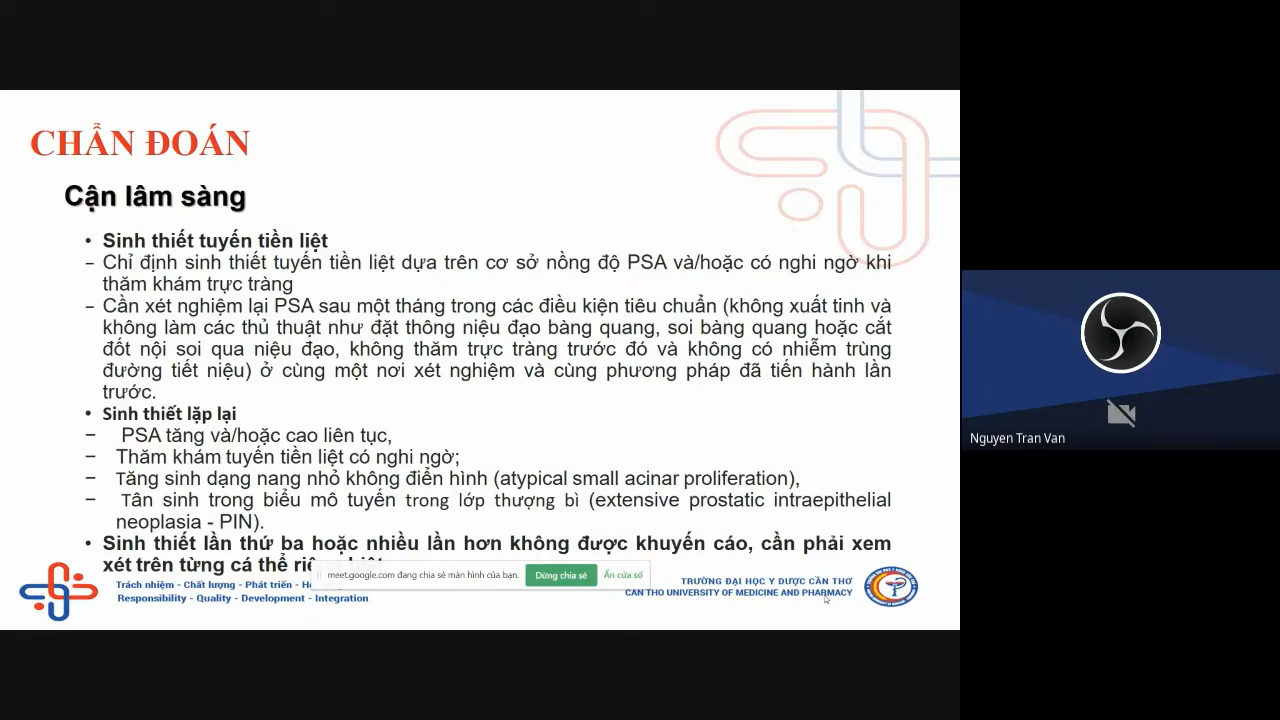 CHẨN ĐOÁN
Cận lâm sàng
• Sinh thiết tuyến tiền liệt
– Chỉ định sinh thiết tuyến tiền liệt dựa trên cơ sở nồng độ PSA và/hoặc có nghi ngờ khi
thăm khám trực tràng
– Cần xét nghiệm lại PSA sau một tháng trong các điều kiện tiêu chuẩn (không xuất tinh và
không làm các thủ thuật như đặt thông niệu đạo bàng quang, soi bàng quang hoặc cắt
đốt nội soi qua niệu đạo, không thăm trực tràng trước đó và không có nhiễm trùng
đường tiết niệu) ở cùng một nơi xét nghiệm và cùng phương pháp đã tiến hành lần
trước.
• Sinh thiết lặp lại
– PSA tăng và/hoặc cao liên tục,
– Thăm khám tuyến tiền liệt có nghi ngờ;
– Tăng sinh dạng nang nhỏ không điển hình (atypical small acinar proliferation),
– Tân sinh trong biểu mô tuyến trong lớp thượng bì (extensive prostatic intraepithelial
neoplasia - PIN).
• Sinh thiết lần thứ ba hoặc nhiều lần hơn không được khuyến cáo, cần phải xem
xét trên từng cá thể
meet.google.com đang chia sẻ màn hình của bạn. Dừng chia sẻ Ẩn cửa sổ
Trách nhiệm - Chất lượng - Phát triển -
Responsibility - Quality - Development - Integration
TRƯỜNG ĐẠI HỌC Y DƯỢC CẦN THƠ
CAN THO UNIVERSITY OF MEDICINE AND PHARMACY
Nguyen Tran Van